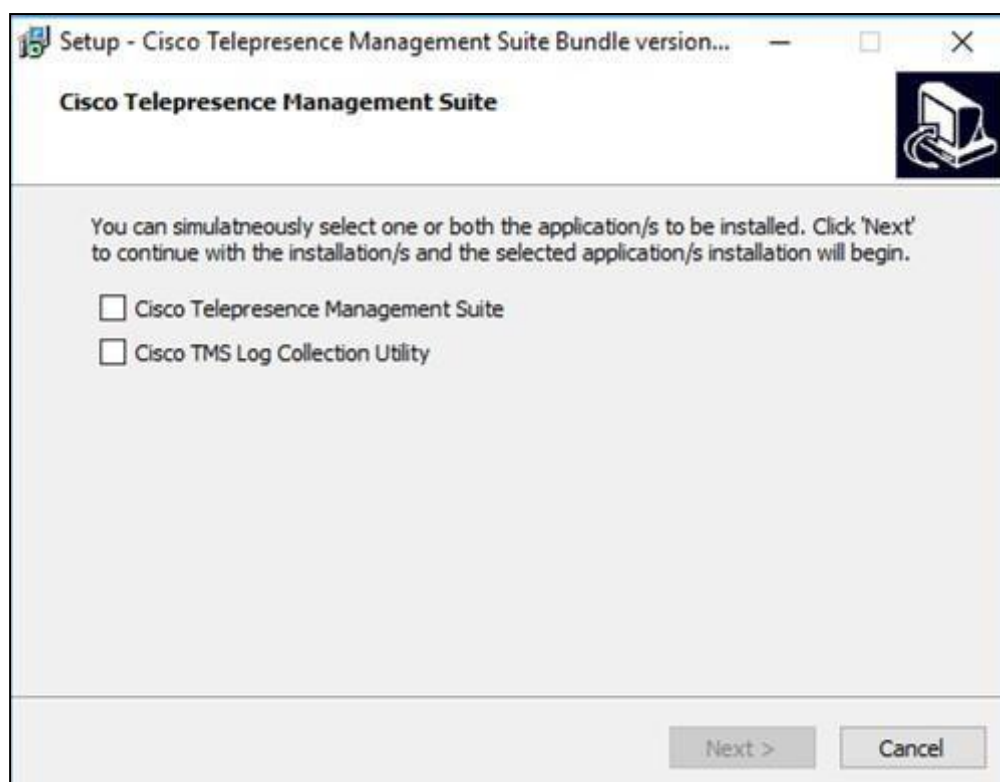 Setup - Cisco Telepresence Management Suite Bundle version...
Cisco Telepresence Management Suite
You can simulatneously select one or both the application/s to be installed. Click 'Next'
to continue with the installation/s and the selected application/s installation will begin.
Cisco Telepresence Management Suite
Cisco TMS Log Collection Utility
Next >
Cancel